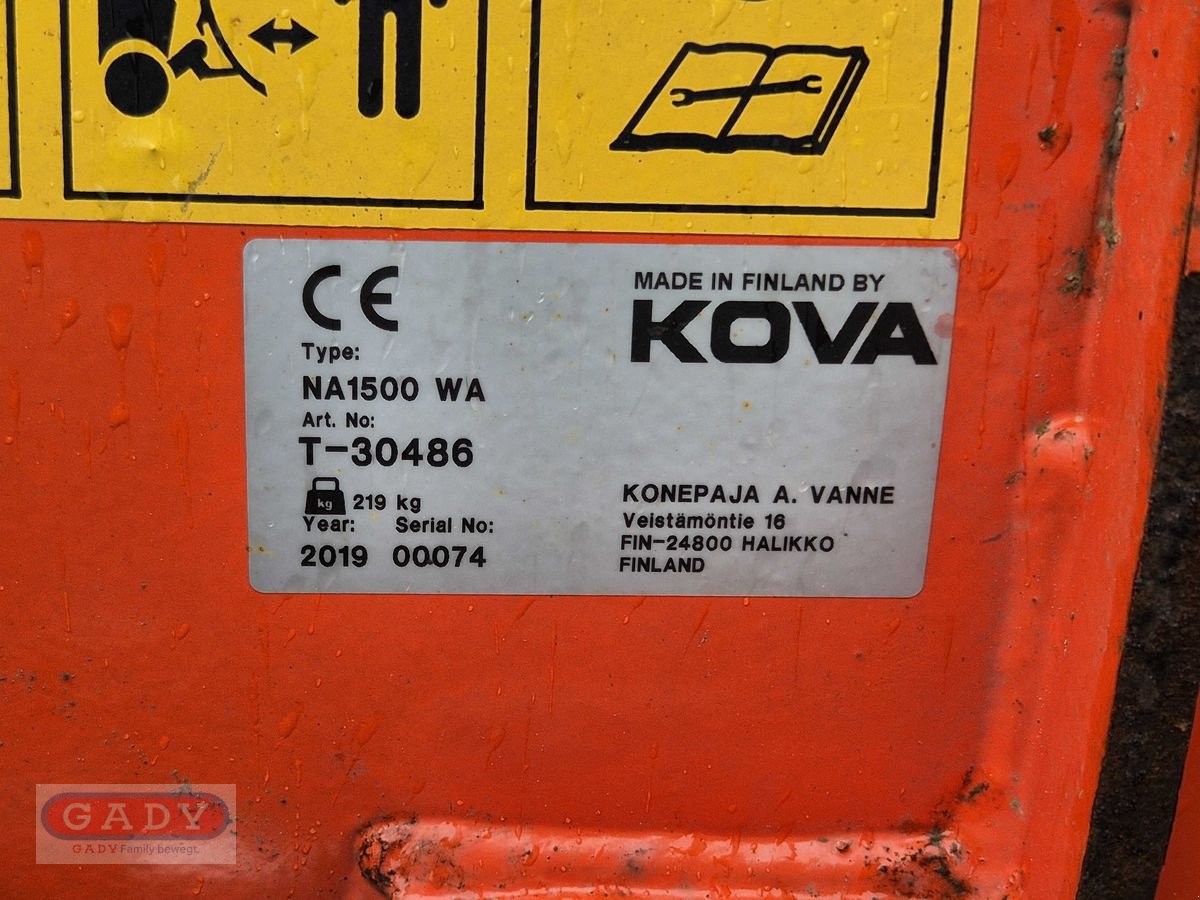 CE
MADE IN FINLAND BY
KOVA
Type:
NA1500 WA
Art. No:
T-30486
kg 219 kg
Year: Serial No:
2019 00074
KONEPAJA A. VANNE
Veistämöntie 16
FIN-24800 HALIKKO
FINLAND
GADY
GADY Family bewegt.